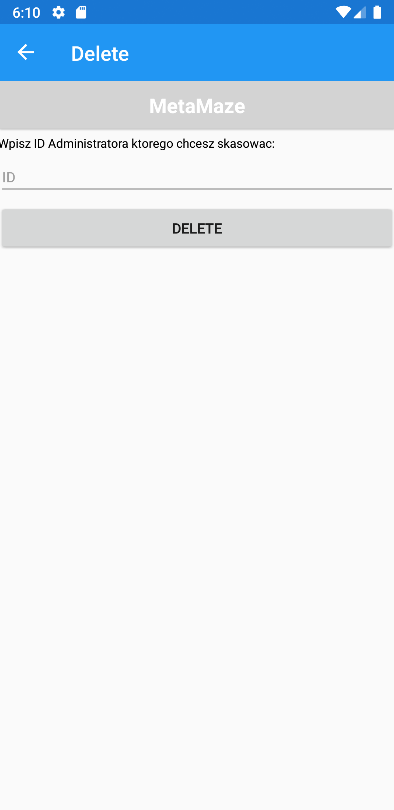 6:10
Delete
MetaMaze
Wpisz ID Administratora ktorego chcesz skasowac:
ID
DELETE